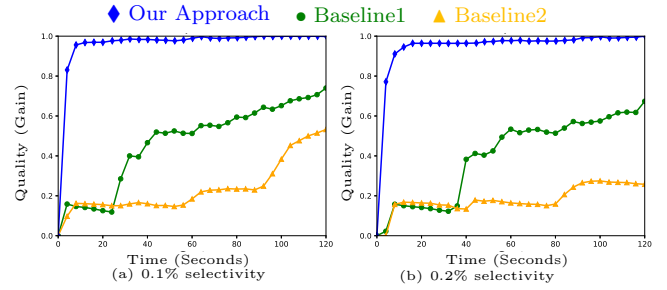 Our Approach Baseline1 Baseline2
1.0 1.0
0.8 0.8
0.6 0.6
0.4 0.4
0.2 0.2
0.0 0.0
Quality (Gain) Quality (Gain)
0 20 40 60 80 100 120 0 20 40 60 80 100 120
Time (Seconds) Time (Seconds)
(a) 0.1% selectivity (b) 0.2% selectivity